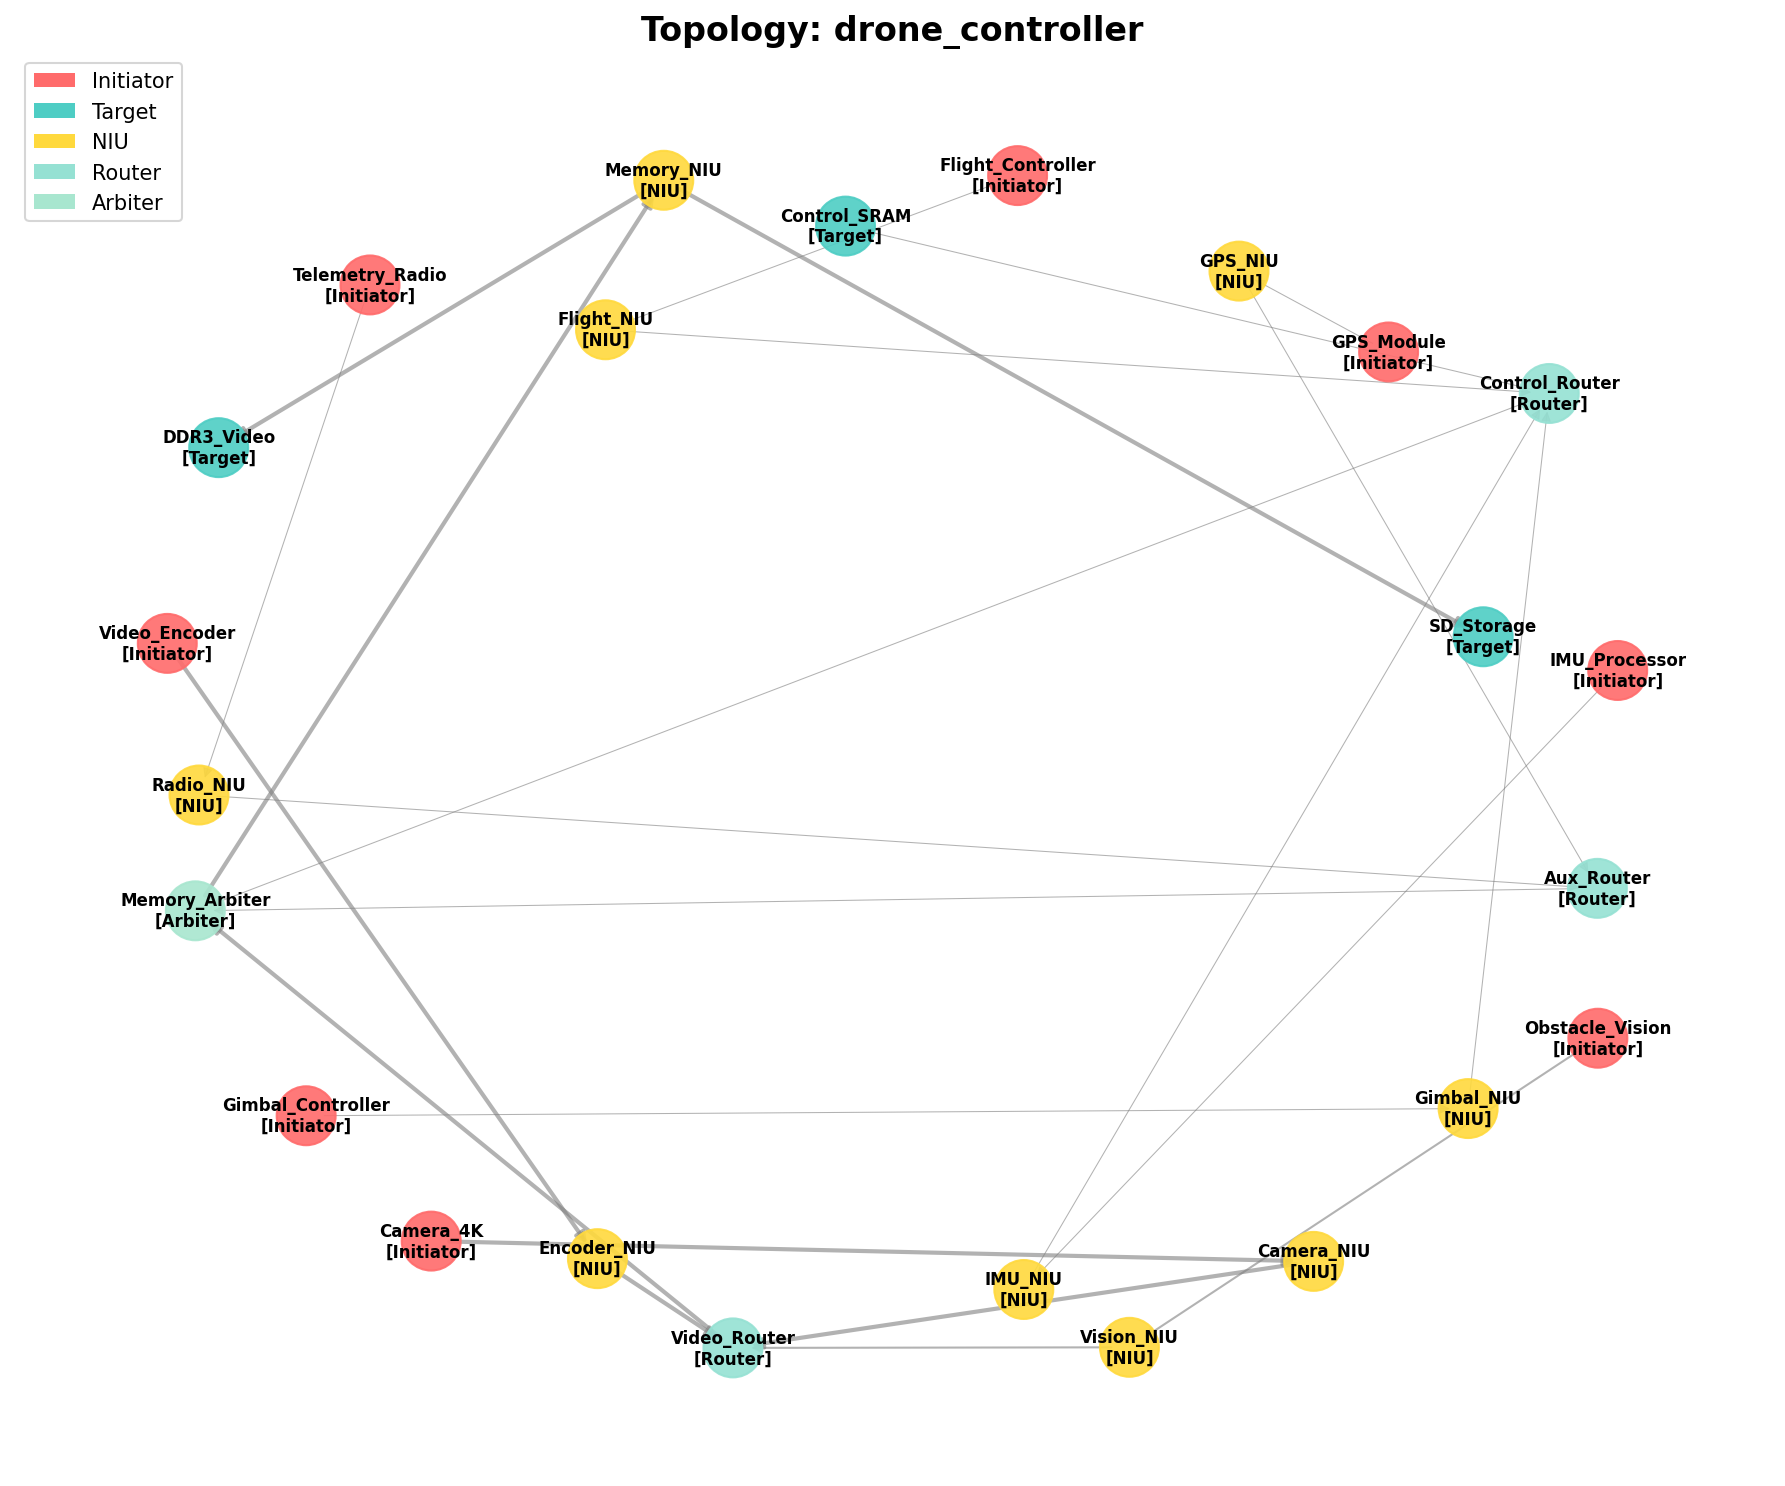 Topology: drone_controller
Initiator
Target
NIU
Router
Arbiter
Memory_NIU
[NIU]
Flight_Controller
[Initiator]
Control_SRAM
[Target]
GPS_NIU
[NIU]
Telemetry_Radio
[Initiator]
Flight_NIU
[NIU]
GPS_Module
[Initiator]
Control_Router
[Router]
DDR3_Video
[Target]
Video_Encoder
[Initiator]
SD_Storage
[Target]
IMU_Processor
[Initiator]
Radio_NIU
[NIU]
Memory_Arbiter
[Arbiter]
Aux_Router
[Router]
Obstacle_Vision
[Initiator]
Gimbal_Controller
[Initiator]
Gimbal_NIU
[NIU]
Camera_4K
[Initiator]
Encoder_NIU
[NIU]
Camera_NIU
[NIU]
IMU_NIU
[NIU]
Video_Router
[Router]
Vision_NIU
[NIU]